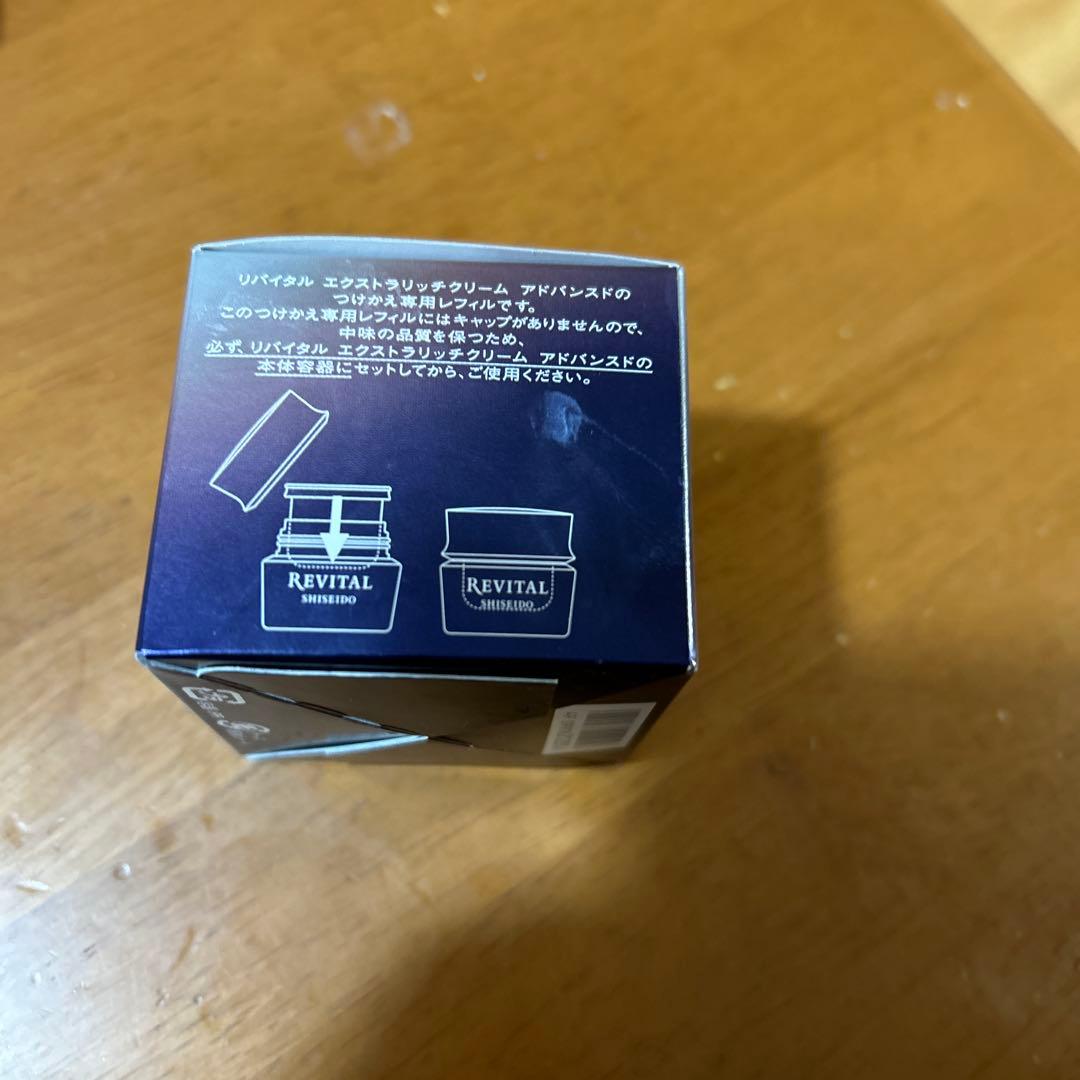 リバイタル エクストラリッチクリーム アドバンスドの
つけかえ専用レフィルです。
このつけかえ専用レフィルにはキャップがありませんので、
中味の品質を保つため、
必ず、リバイタル エクストラリッチクリーム アドバンスドの
本体容器にセットしてから、ご使用ください。
REVITAL
SHISEIDO
REVITAL
SHISEIDO